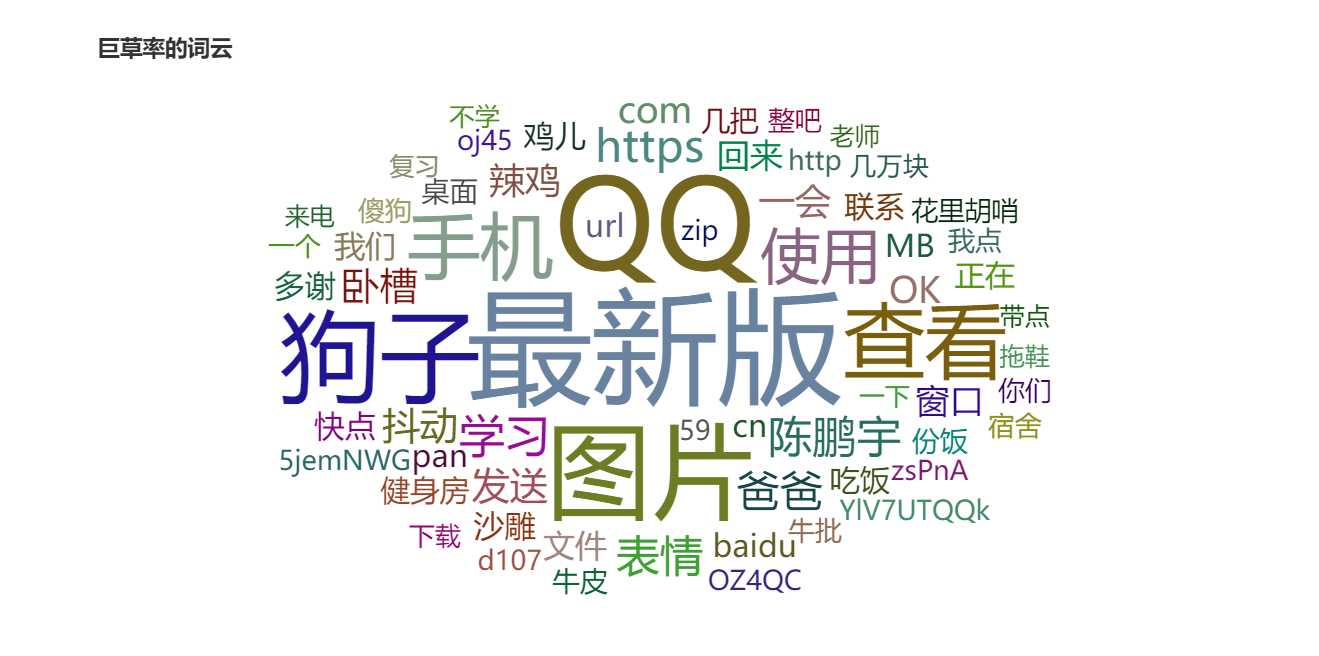 巨草率的词云
com
不学
几把
整吧
老师
oj45
鸡儿
https
回来
http
几万块
复习
桌面
辣鸡
QQ
一会
联系
花里胡哨
来电
傻狗
手机
url
zip
使用
MB
我点
一个
我们
多谢
卧槽
OK
正在
狗子
最新版
查看
带点
拖鞋
一下
窗口
你们
快点
抖动
学习
图片
59
cn
陈鹏宇
份饭
宿舍
5jemNWG
pan
健身房
发送
爸爸
吃饭
zsPnA
YlV7UTQQk
下载
沙雕
文件
表情
baidu
牛批
d107
牛皮
OZ4QC